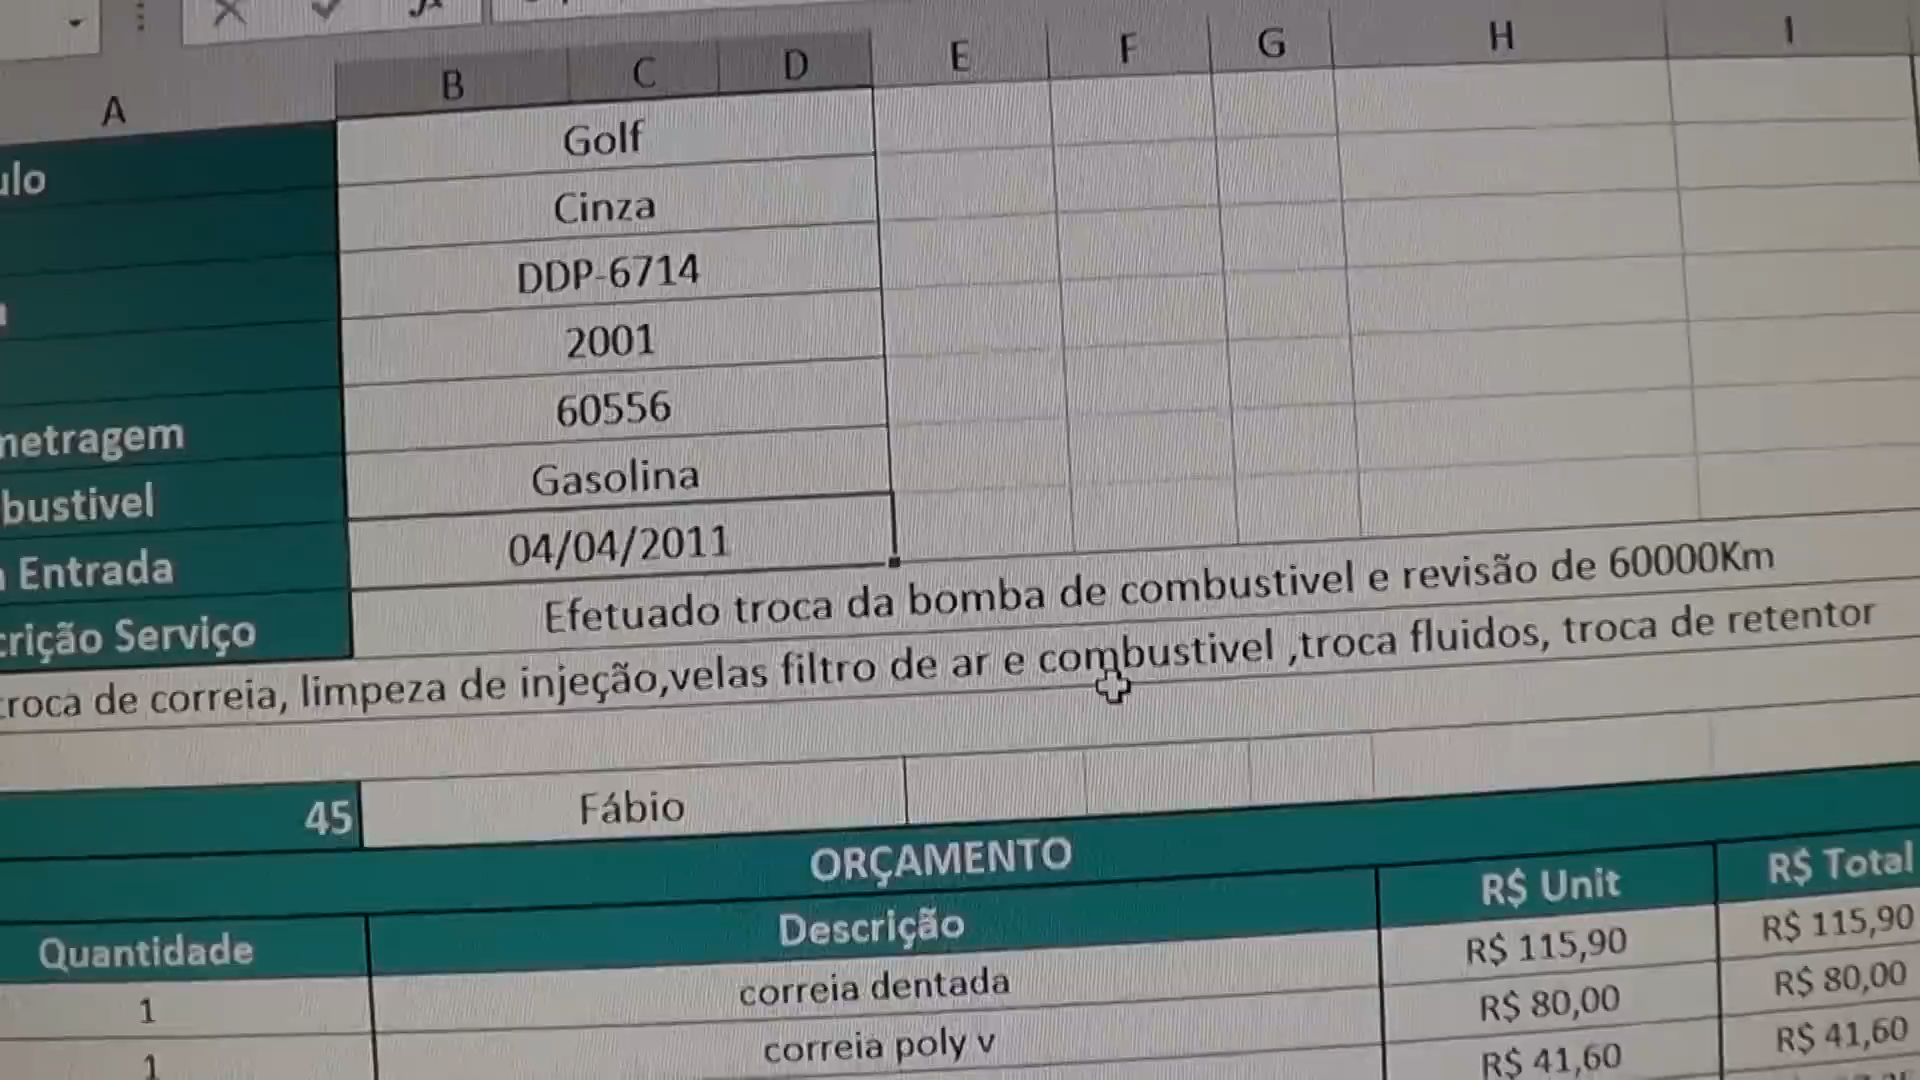 A B C D E F G H I
ulo Golf
Cinza
DDP-6714
2001
metragem 60556
bustivel Gasolina
Entrada 04/04/2011
crição Serviço Efetuado troca da bomba de combustivel e revisão de 60000Km
troca de correia, limpeza de injeção,velas filtro de ar e combustivel ,troca fluidos, troca de retentor
45 Fábio
ORÇAMENTO
Quantidade Descrição R$ Unit R$ Total
1 correia dentada R$ 115,90 R$ 115,90
1 correia poly v R$ 80,00 R$ 80,00
R$ 41,60 R$ 41,60